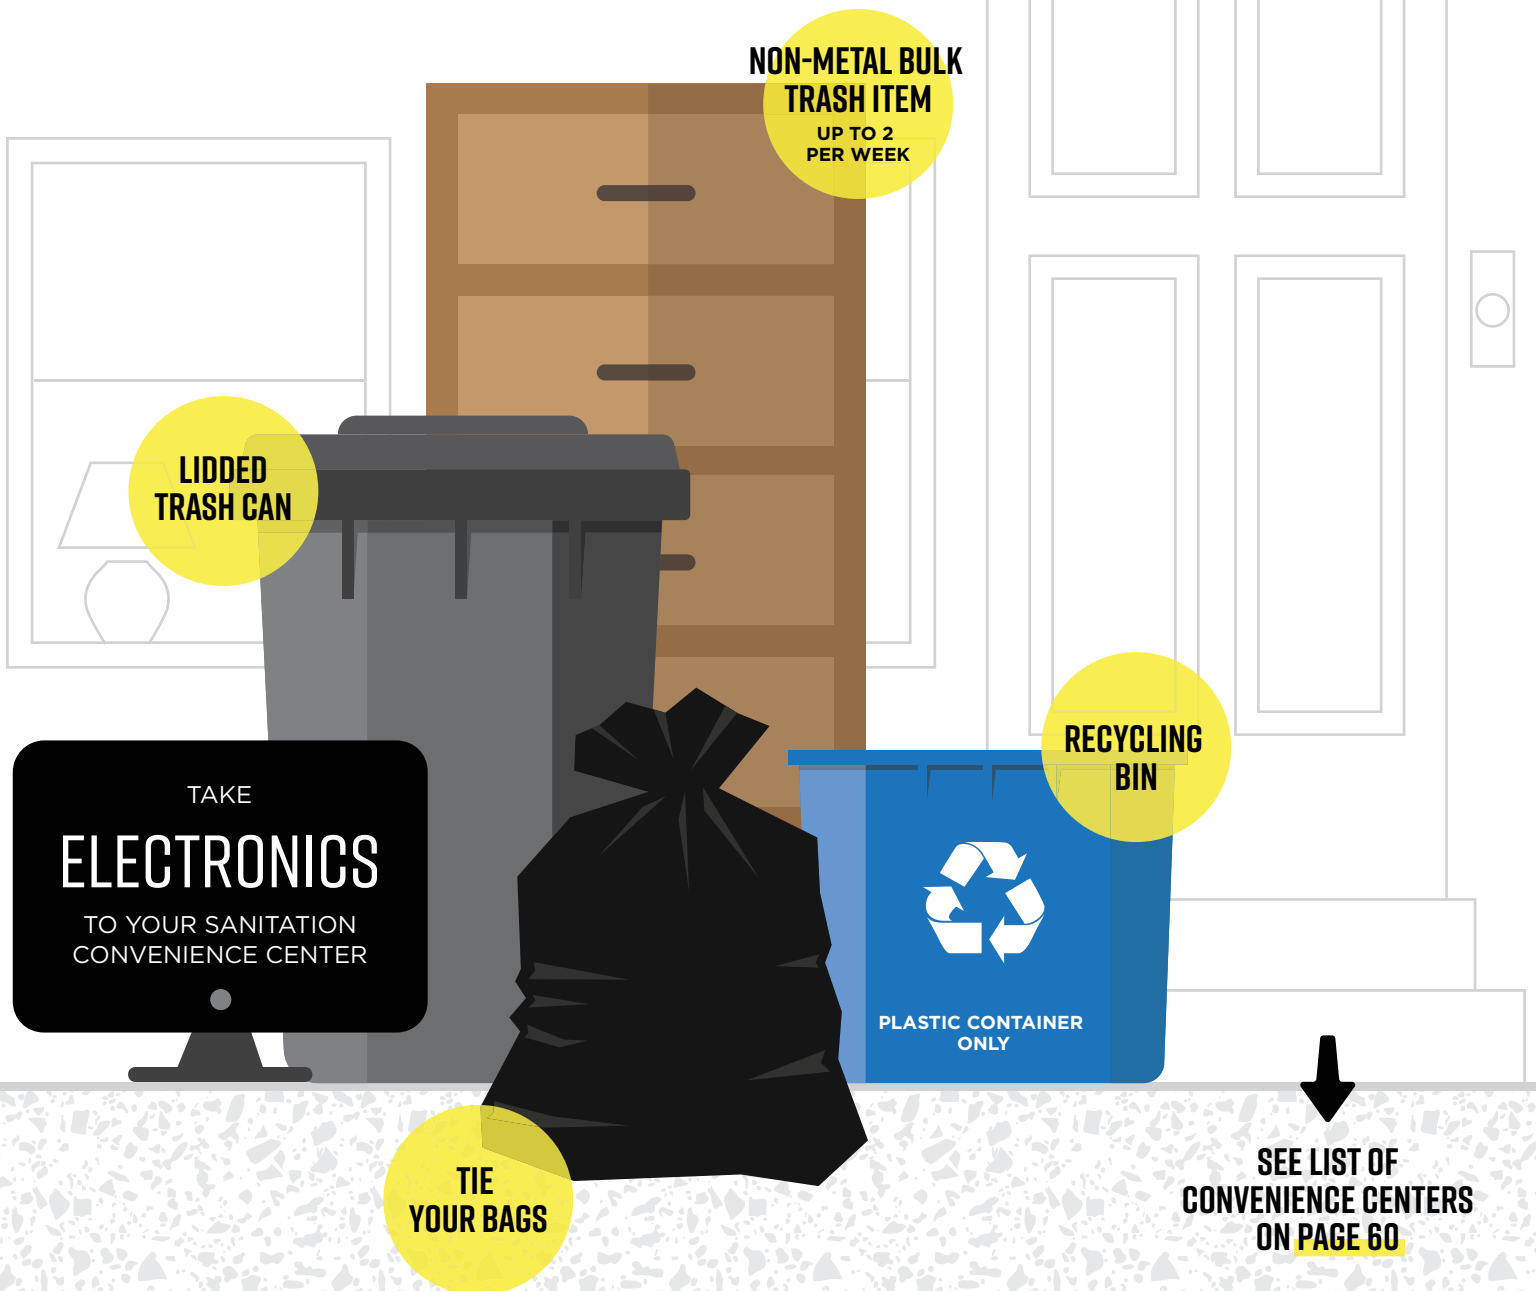 NON-METAL BULK
TRASH ITEM
UP TO 2
PER WEEK
LIDDED
TRASH CAN
RECYCLING
BIN
TAKE
ELECTRONICS
TO YOUR SANITATION
CONVENIENCE CENTER
PLASTIC CONTAINER
ONLY
TIE
YOUR BAGS
SEE LIST OF
CONVENIENCE CENTERS
ON PAGE 60